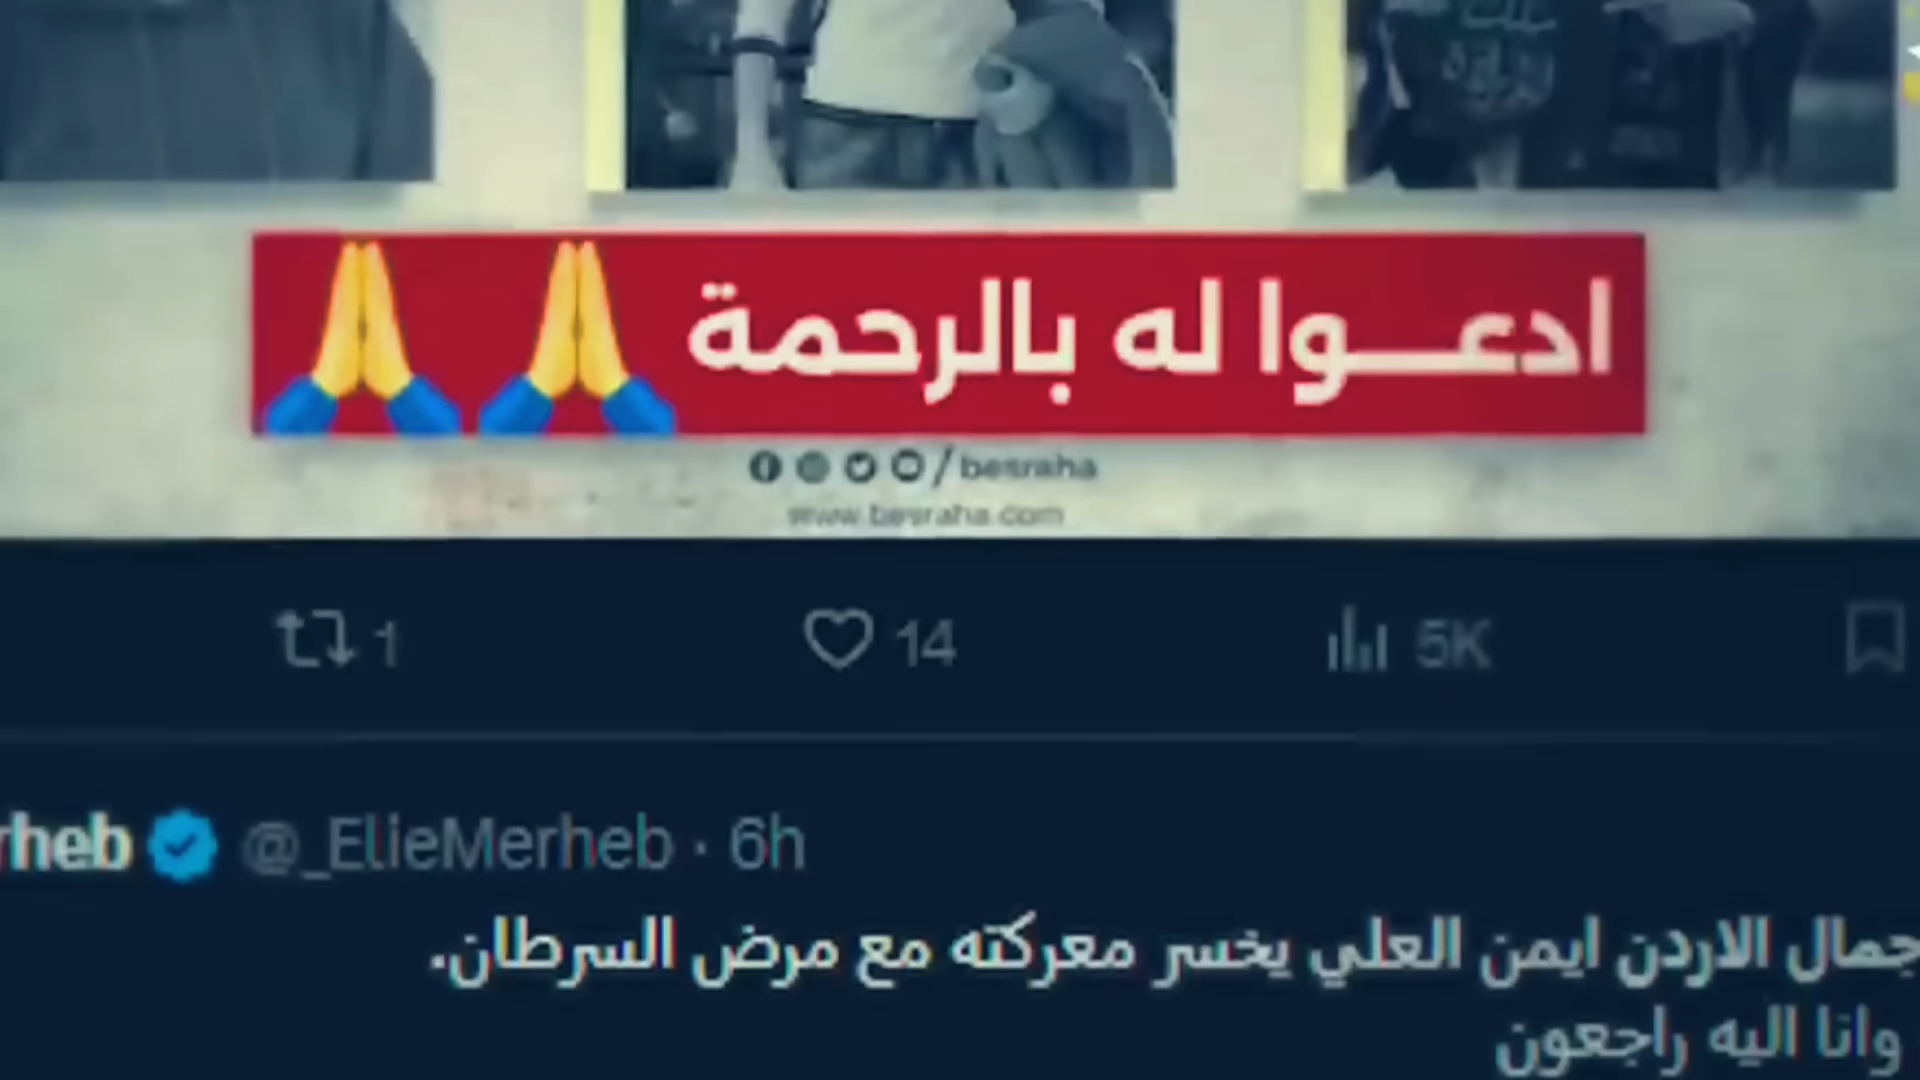 ادعـــوا له بالرحمة
/besraha
www.besraha.com
1
14
5K
rheb @_ElieMerheb · 6h
جمال الاردن ايمن العلي يخسر معركته مع مرض السرطان.
وانا اليه راجعون